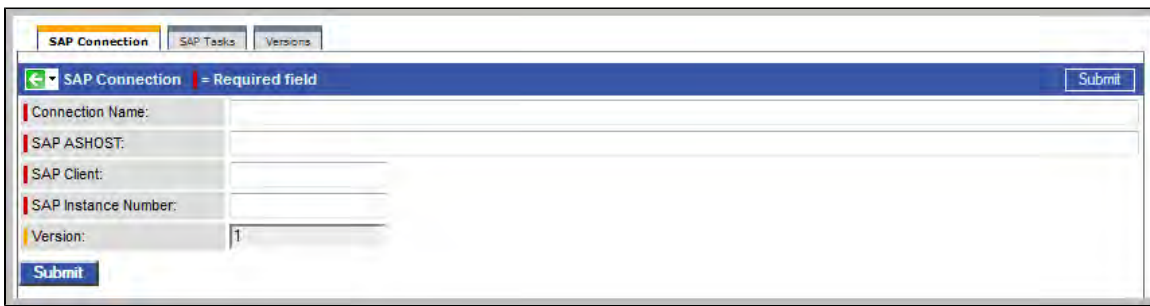 SAP Connection SAP Tasks Versions
SAP Connection = Required field Submit
Connection Name:
SAP ASHOST:
SAP Client:
SAP Instance Number:
Version: 1
Submit